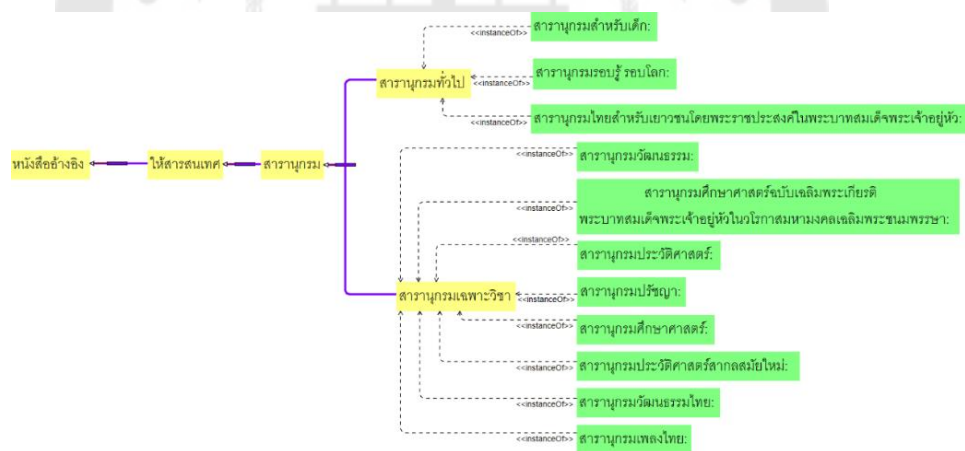 <<instanceOf>> สารานุกรมสำหรับเด็ก:
สารานุกรมทั่วไป <<instanceOf>> สารานุกรมรอบรู้ รอบโลก:
<<instanceOf>> สารานุกรมไทยสำหรับเยาวชนโดยพระราชประสงค์ในพระบาทสมเด็จพระเจ้าอยู่หัว:
หนังสืออ้างอิง ให้สารสนเทศ สารานุกรม
<<instanceOf>> สารานุกรมวัฒนธรรม:
<<instanceOf>> สารานุกรมศึกษาศาสตร์ฉบับเฉลิมพระเกียรติ
พระบาทสมเด็จพระเจ้าอยู่หัวในวโรกาสมหามงคลเฉลิมพระชนมพรรษา:
<<instanceOf>> สารานุกรมประวัติศาสตร์:
สารานุกรมเฉพาะวิชา <<instanceOf>> สารานุกรมปรัชญา:
<<instanceOf>> สารานุกรมศึกษาศาสตร์:
<<instanceOf>> สารานุกรมประวัติศาสตร์สากลสมัยใหม่:
<<instanceOf>> สารานุกรมวัฒนธรรมไทย:
<<instanceOf>> สารานุกรมเพลงไทย: